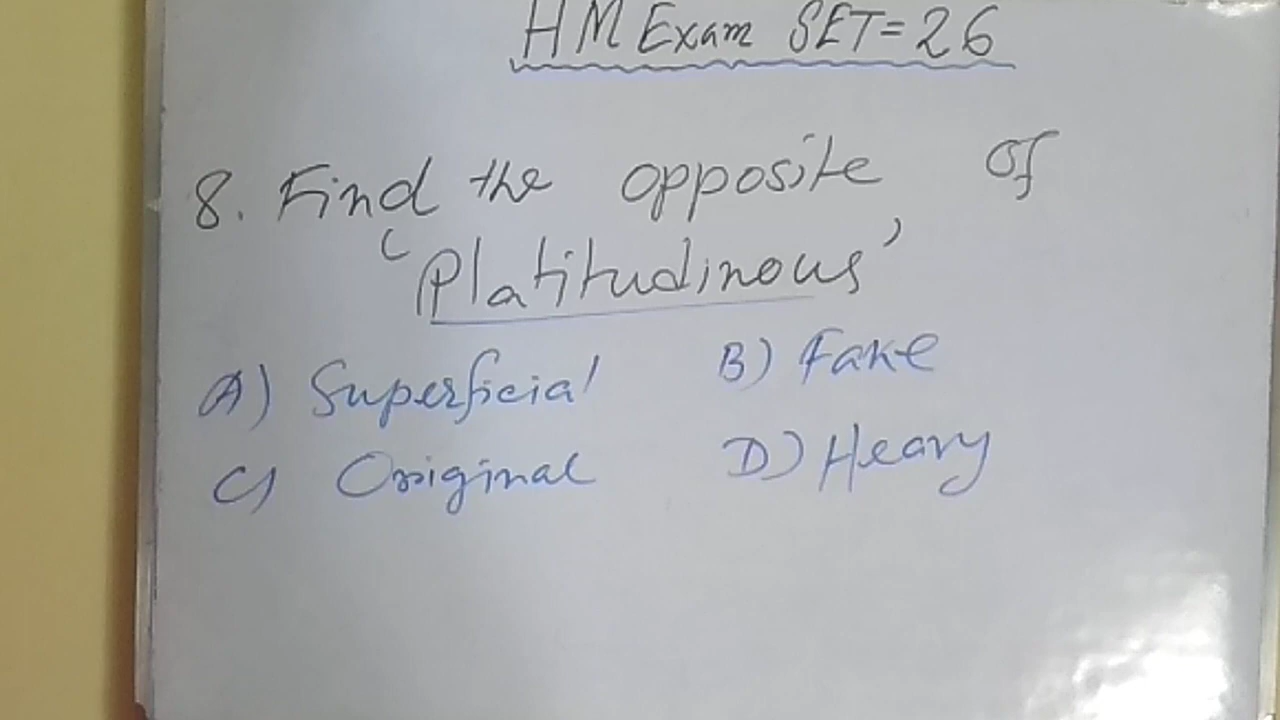 HM Exam SET=26
8. Find the opposite of
'Platitudinous'
A) Superficial B) Fake
C) Original D) Heavy